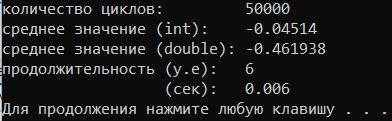 количество циклов: 50000
среднее значение (int): -0.04514
среднее значение (double): -0.461938
продолжительность (у.е): 6
(сек): 0.006
Для продолжения нажмите любую клавишу . . .